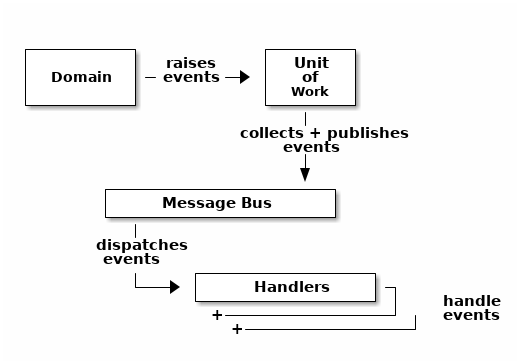 raises
Domain
events
Unit
of
Work
collects + publishes
events
Message Bus
dispatches
events
Handlers
handle
events
+
+